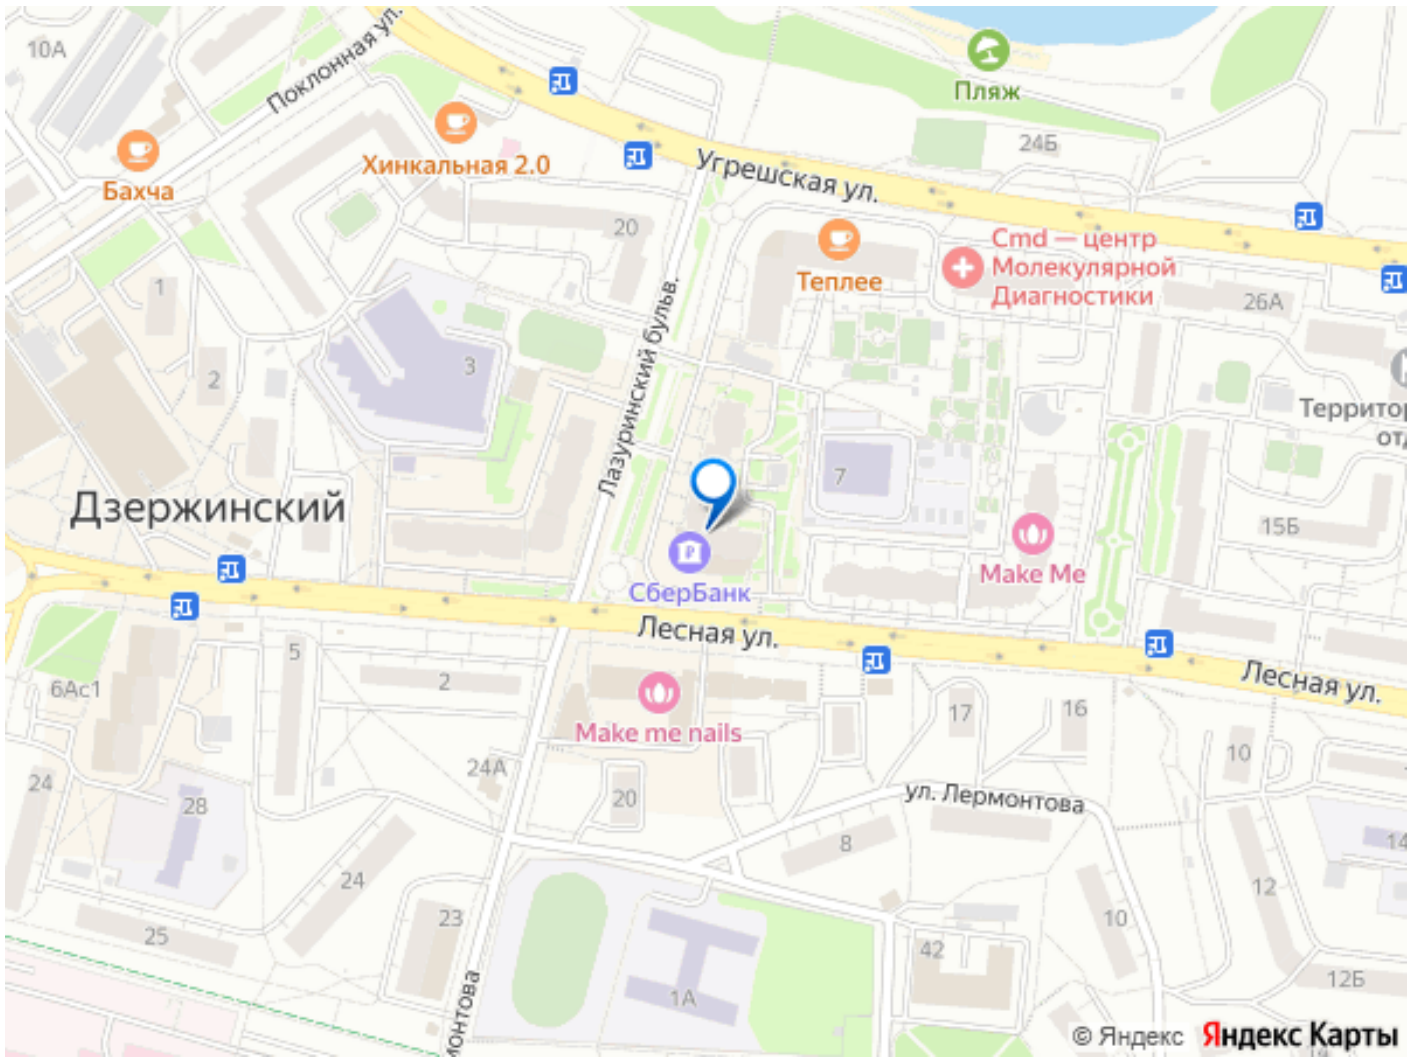 10А
Поклонная ул.
Пляж
24Б
Хинкальная 2.0
Бахча
Угрешская ул.
20
Cmd — центр
Молекулярной
Диагностики
Теплее
1
26А
Лазуринский бульв.
3
2
Территор
отд
7
Дзержинский
15Б
Make Me
СберБанк
Лесная ул.
5
2
6Ас1
Лесная ул.
Make me nails
17
16
10
24А
24
28
20
ул. Лермонтова
8
14
24
12
23
10
25
42
12Б
1А
монтова
© Яндекс
Яндекс Карты